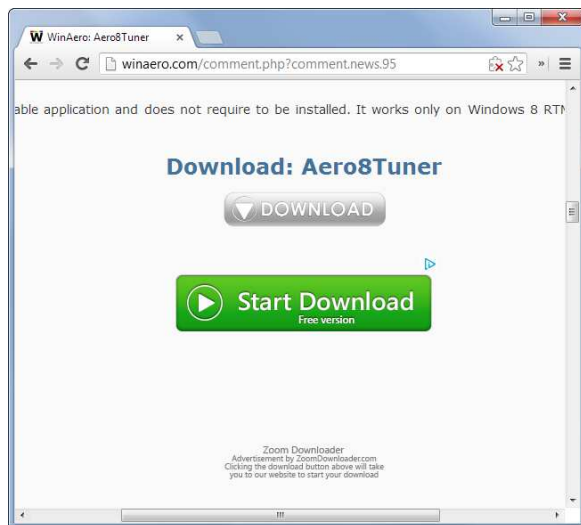 W WinAero: Aero8Tuner
winaero.com/comment.php?comment.news.95
able application and does not require to be installed. It works only on Windows 8 RTM
Download: Aero8Tuner
DOWNLOAD
Start Download
Free version
Zoom Downloader
Advertisement by ZoomDownloader.com
Clicking the download button above will take
you to our website to start your download